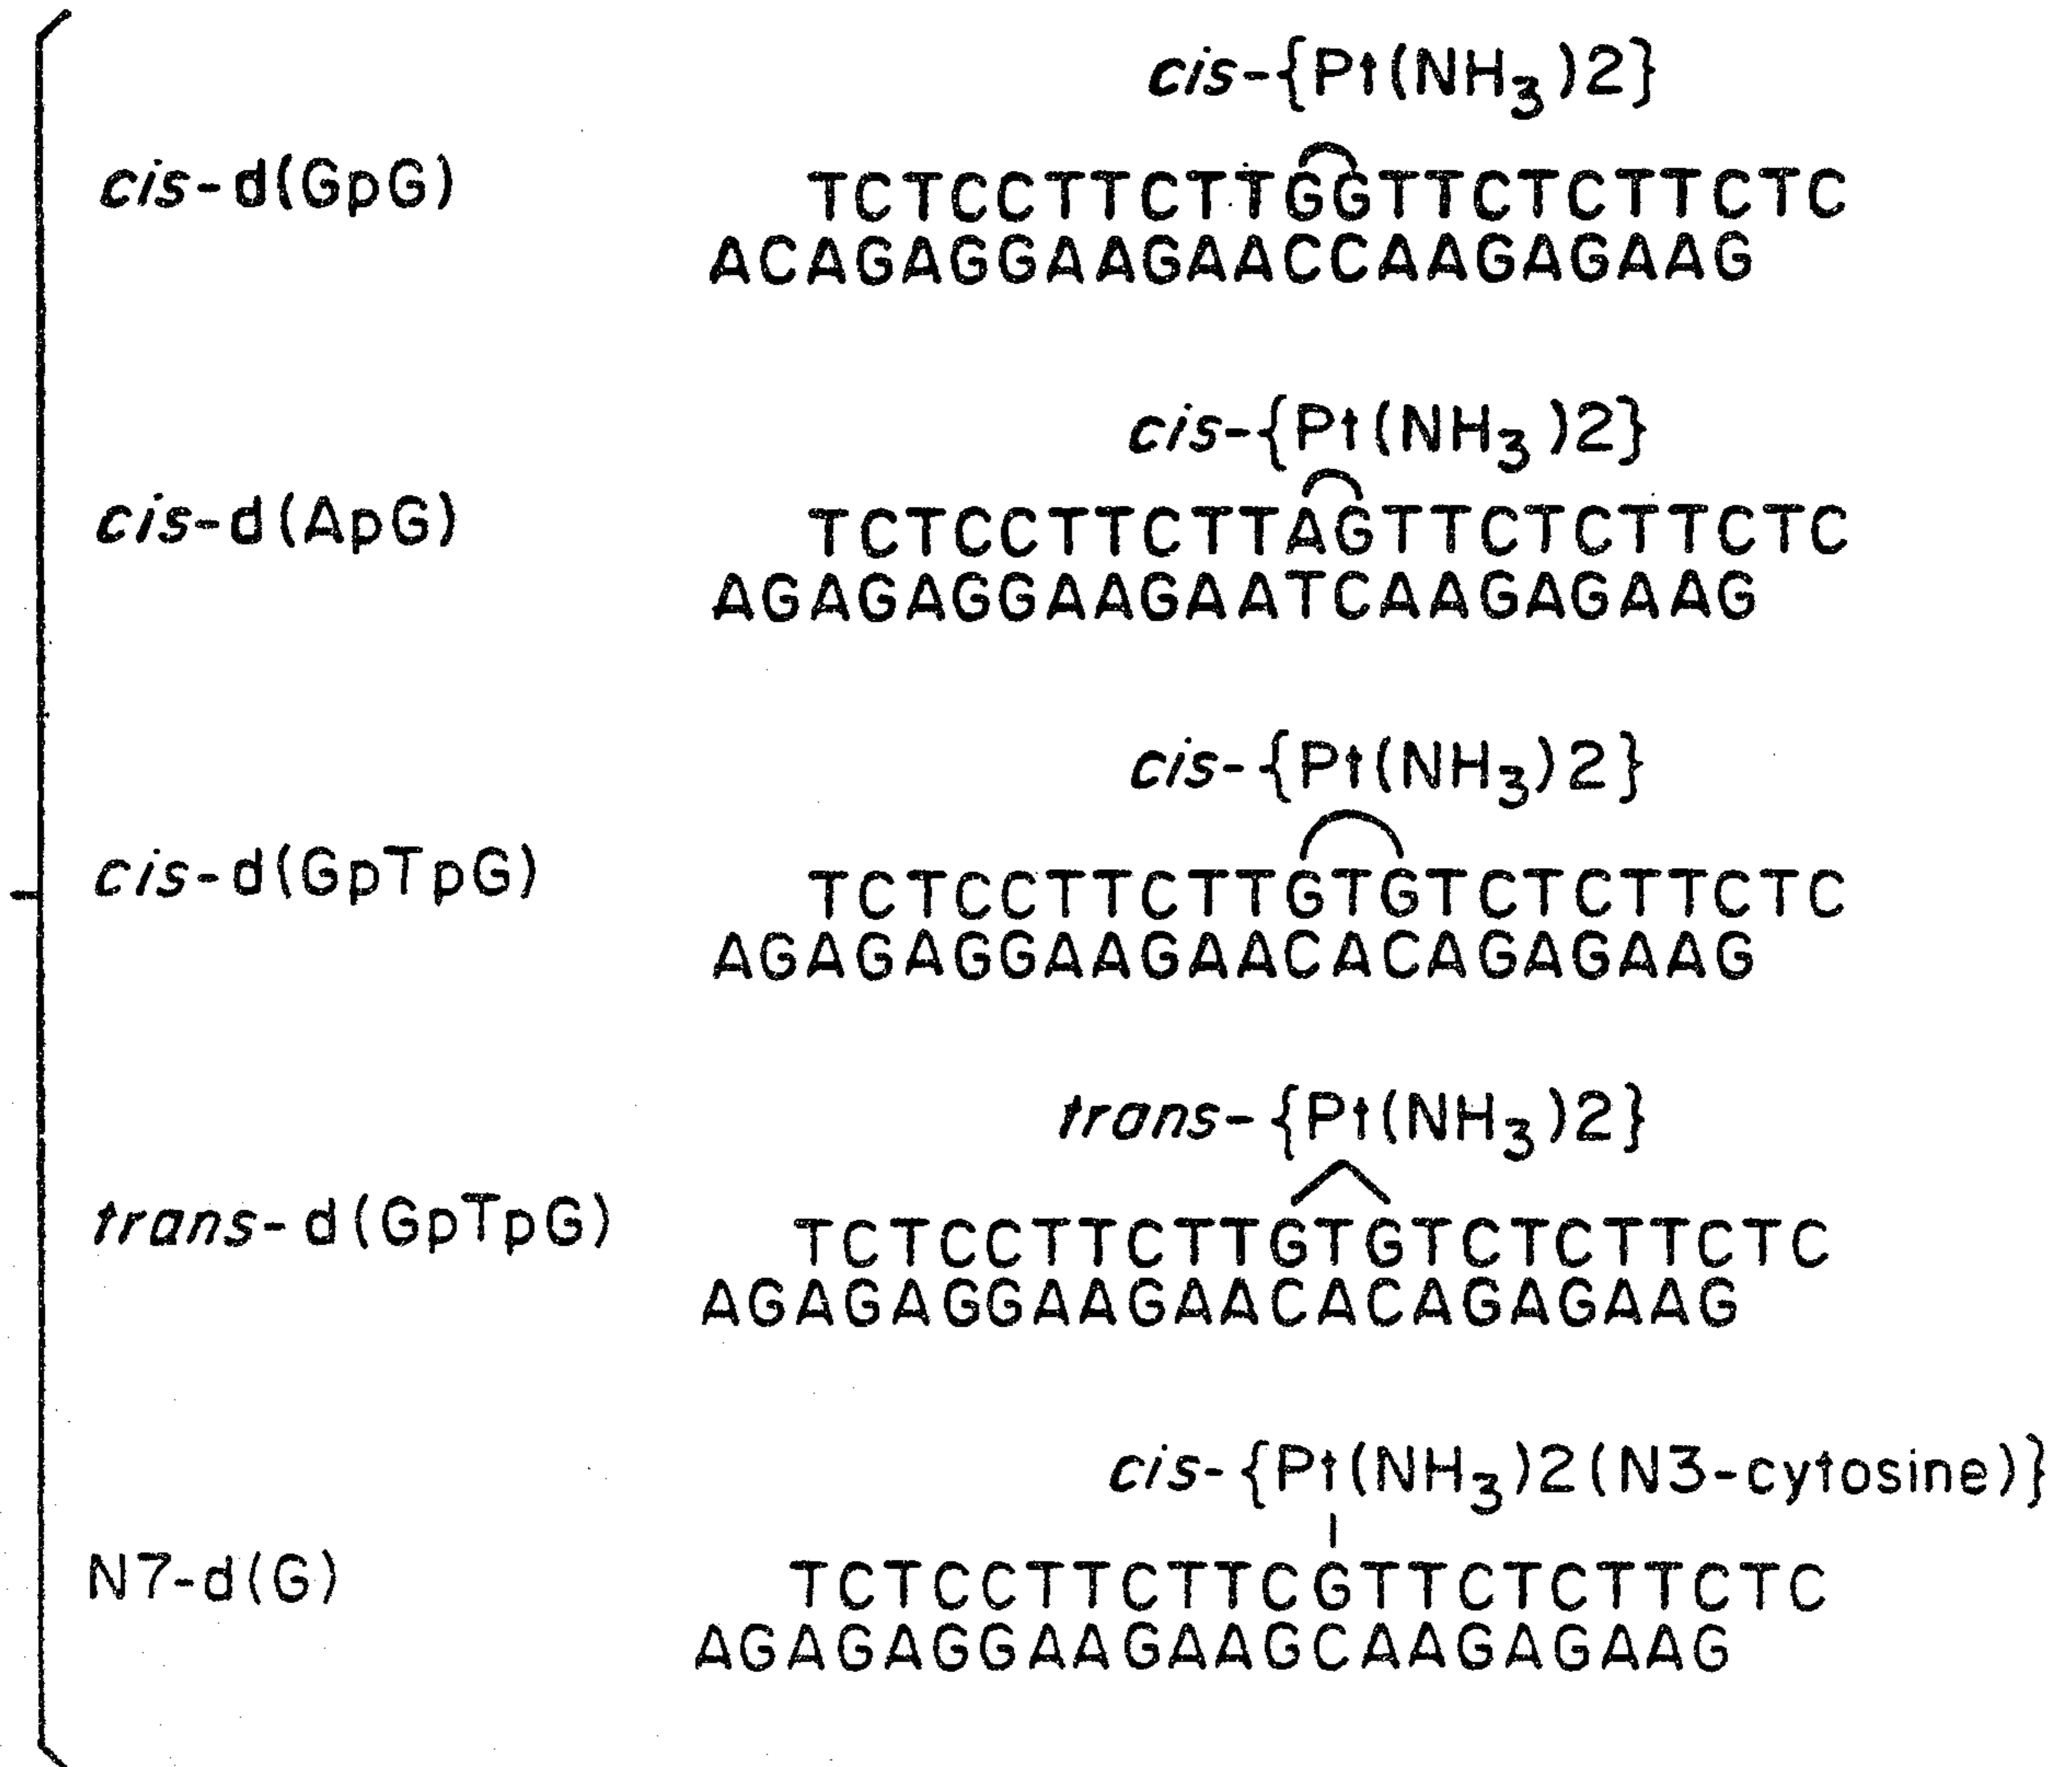 cis-{Pt(NH3)2}
cis-d(GpG) TCTCCTTCTTGGTTCTCTTCTC
ACAGAGGAAGAACCAAGAGAAG
cis-{Pt(NH3)2}
cis-d(ApG) TCTCCTTCTTAGTTCTCTTCTC
AGAGAGGAAGAATCAAGAGAAG
cis-{Pt(NH3)2}
cis-d(GpTpG) TCTCCTTCTTGTGTCTCTTCTC
AGAGAGGAAGAACACAGAGAAG
trans-{Pt(NH3)2}
trans-d(GpTpG) TCTCCTTCTTGTGTCTCTTCTC
AGAGAGGAAGAACACAGAGAAG
cis-{Pt(NH3)2(N3-cytosine)}
N7-d(G) TCTCCTTCTTCGTTCTCTTCTC
AGAGAGGAAGAAGCAAGAGAAG